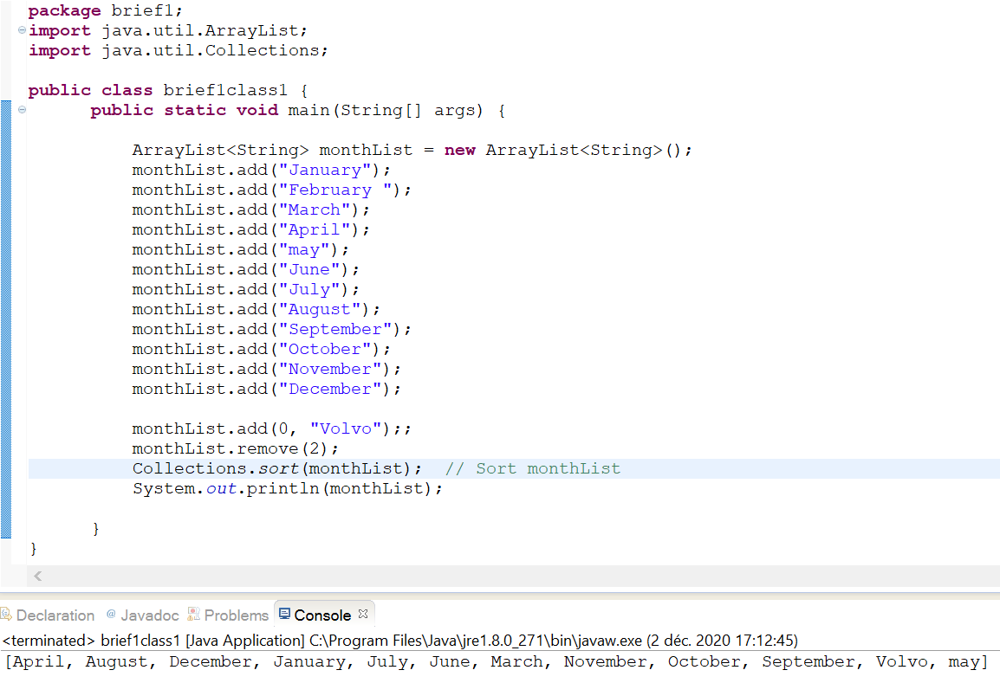 package brief1;
import java.util.ArrayList;
import java.util.Collections;
public class brief1class1 {
public static void main(String[] args) {
ArrayList<String> monthList = new ArrayList<String>();
monthList.add("January");
monthList.add("February ");
monthList.add("March");
monthList.add("April");
monthList.add("may");
monthList.add("June");
monthList.add("July");
monthList.add("August");
monthList.add("September");
monthList.add("October");
monthList.add("November");
monthList.add("December");
monthList.add(0, "Volvo");;
monthList.remove(2);
Collections.sort(monthList);  // Sort monthList
System.out.println(monthList);
}
}
Declaration @ Javadoc Problems Console
<terminated> brief1class1 [Java Application] C:\Program Files\Java\jre1.8.0_271\bin\javaw.exe (2 déc. 2020 17:12:45)
[April, August, December, January, July, June, March, November, October, September, Volvo, may]